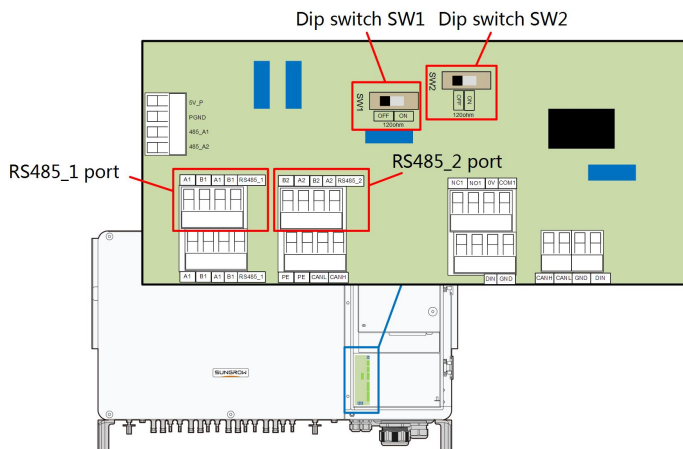 Dip switch SW1 Dip switch SW2
SW2
OFF
ON
120ohm
SW1
OFF ON
120ohm
5V_P
PGND
485_A1
485_A2
RS485_1 port
RS485_2 port
A1 B1 A1 B1 RS485_1
B2 A2 B2 A2 RS485_2
NC1 NO1 0V COM1
A1 B1 A1 B1 RS485_1
PE PE CANL CANH
DIN GND
CANH CANL GND DIN
SUNGROW